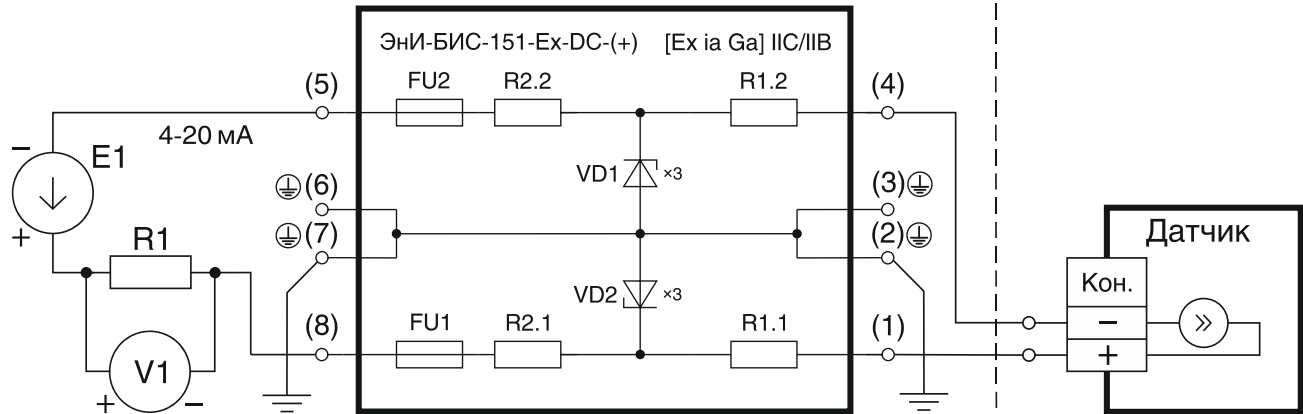 ЭнИ-БИС-151-Ex-DC-(+) [Ex ia Ga] IIC/IIB
(5) FU2 R2.2 R1.2 (4)
4-20 мА
− E1
VD1 ×3
(6) (3)
+ R1 (7) (2) Датчик
Кон.
VD2 ×3
(8) FU1 R2.1 R1.1 (1) −
+
V1
+ −